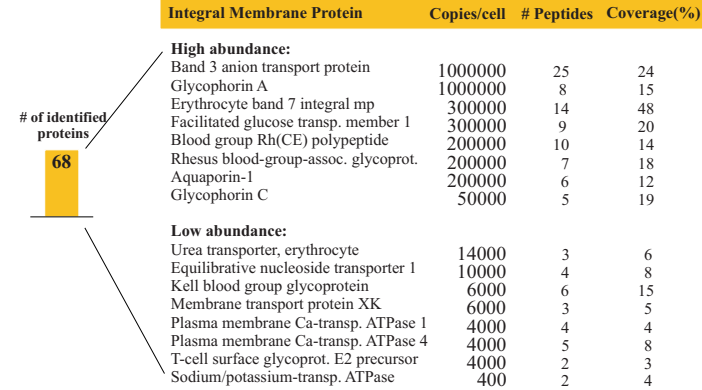 Integral Membrane Protein Copies/cell # Peptides Coverage(%)
High abundance:
Band 3 anion transport protein 1000000 25 24
Glycophorin A 1000000 8 15
Erythrocyte band 7 integral mp 300000 14 48
Facilitated glucose transp. member 1 300000 9 20
Blood group Rh(CE) polypeptide 200000 10 14
Rhesus blood-group-assoc. glycoprot. 200000 7 18
Aquaporin-1 200000 6 12
Glycophorin C 50000 5 19
# of identified
proteins
68
Low abundance:
Urea transporter, erythrocyte 14000 3 6
Equilibrative nucleoside transporter 1 10000 4 8
Kell blood group glycoprotein 6000 6 15
Membrane transport protein XK 6000 3 5
Plasma membrane Ca-transp. ATPase 1 4000 4 4
Plasma membrane Ca-transp. ATPase 4 4000 5 8
T-cell surface glycoprot. E2 precursor 4000 2 3
Sodium/potassium-transp. ATPase 400 2 4